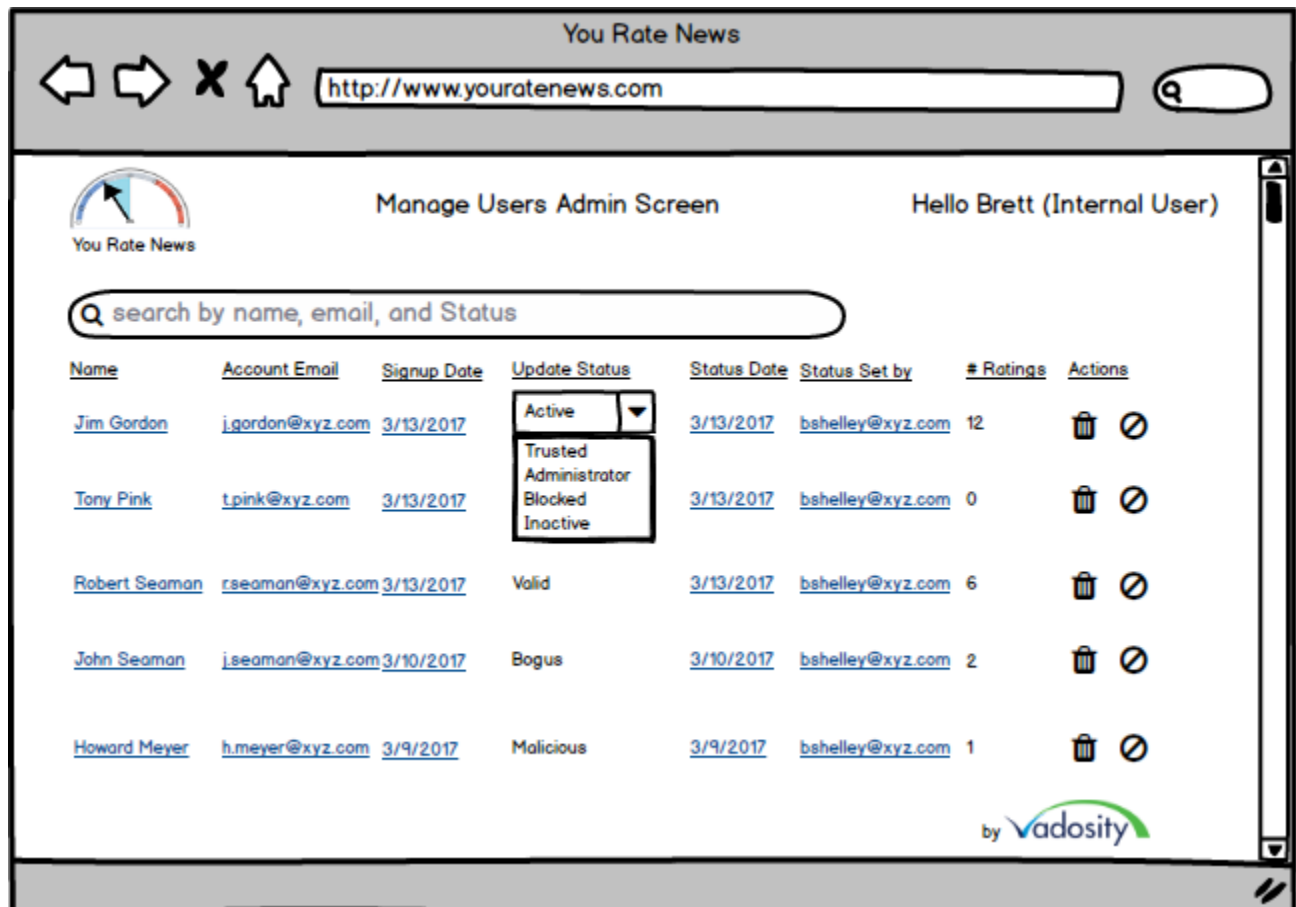 You Rate News
http://www.youratenews.com
You Rate News
Manage Users Admin Screen
Hello Brett (Internal User)
search by name, email, and Status
Name Account Email Signup Date Update Status Status Date Status Set by # Ratings Actions
Jim Gordon j.gordon@xyz.com 3/13/2017 Active 3/13/2017 bshelley@xyz.com 12
Trusted
Administrator
Blocked
Inactive
Tony Pink t.pink@xyz.com 3/13/2017 3/13/2017 bshelley@xyz.com 0
Robert Seaman r.seaman@xyz.com 3/13/2017 Valid 3/13/2017 bshelley@xyz.com 6
John Seaman j.seaman@xyz.com 3/10/2017 Bogus 3/10/2017 bshelley@xyz.com 2
Howard Meyer h.meyer@xyz.com 3/9/2017 Malicious 3/9/2017 bshelley@xyz.com 1
by Vadosity